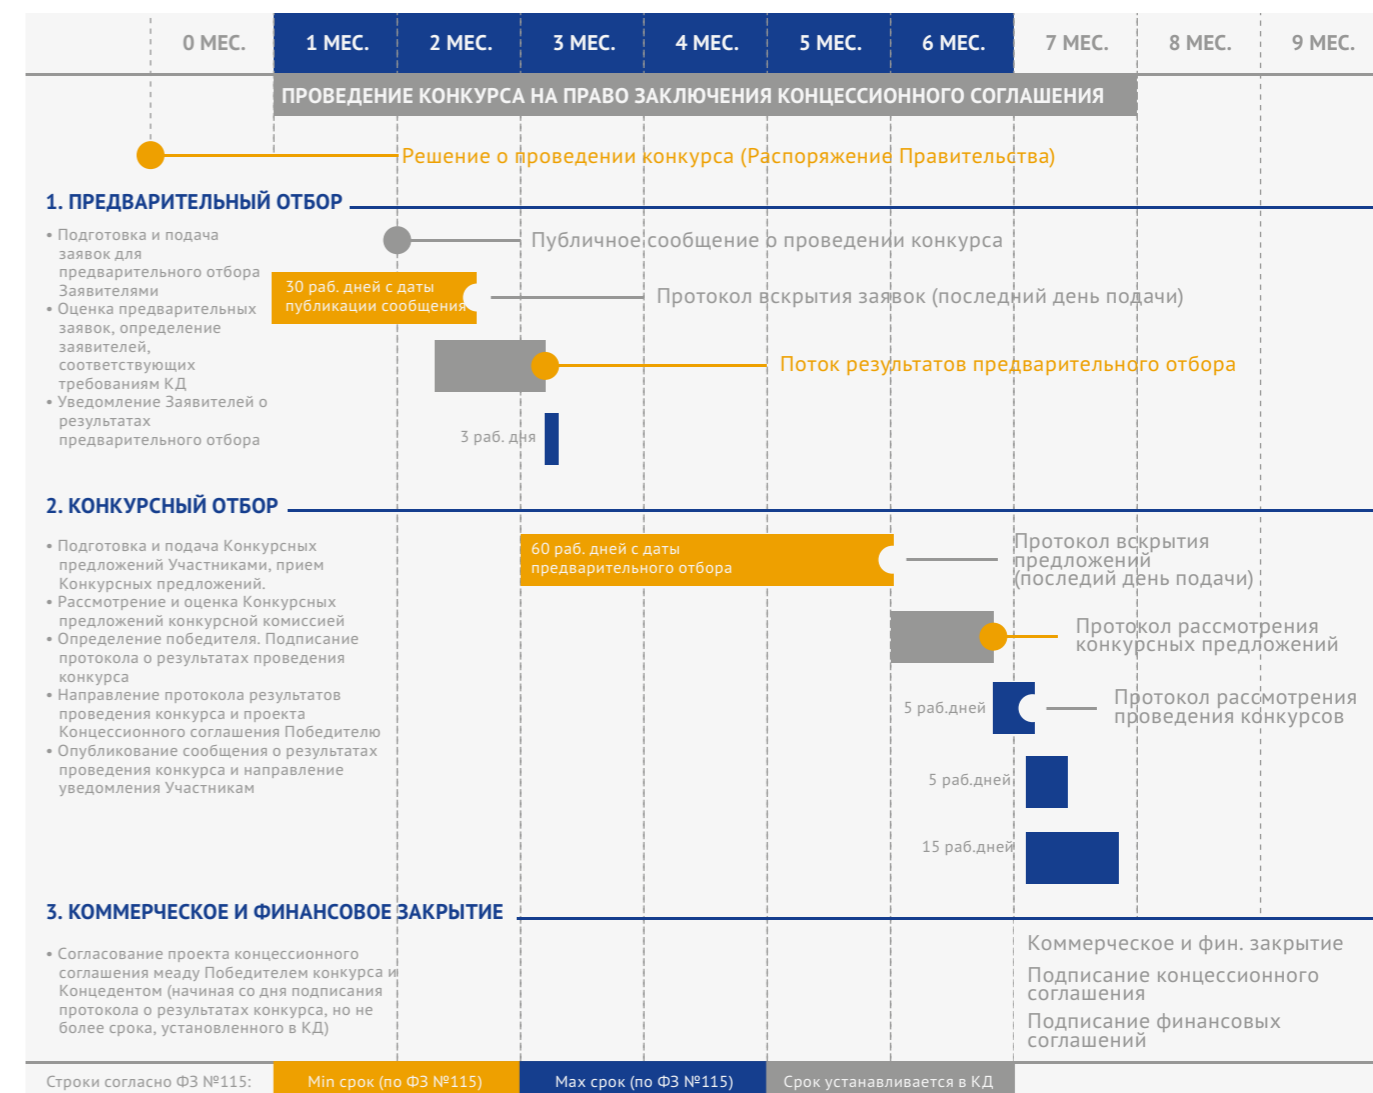 0 МЕС. 1 МЕС. 2 МЕС. 3 МЕС. 4 МЕС. 5 МЕС. 6 МЕС. 7 МЕС. 8 МЕС. 9 МЕС.
ПРОВЕДЕНИЕ КОНКУРСА НА ПРАВО ЗАКЛЮЧЕНИЯ КОНЦЕССИОННОГО СОГЛАШЕНИЯ
Решение о проведении конкурса (Распоряжение Правительства)
1. ПРЕДВАРИТЕЛЬНЫЙ ОТБОР
• Подготовка и подача
заявок для
предварительного отбора
Заявителями
• Оценка предварительных
заявок, определение
заявителей,
соответствующих
требованиям КД
• Уведомление Заявителей о
результатах
предварительного отбора
Публичное сообщение о проведении конкурса
30 раб. дней с даты
публикации сообщения
Протокол вскрытия заявок (последний день подачи)
Поток результатов предварительного отбора
3 раб. дня
2. КОНКУРСНЫЙ ОТБОР
• Подготовка и подача Конкурсных
предложений Участниками, прием
Конкурсных предложений.
• Рассмотрение и оценка Конкурсных
предложений конкурсной комиссией
• Определение победителя. Подписание
протокола о результатах проведения
конкурса
• Направление протокола результатов
проведения конкурса и проекта
Концессионного соглашения Победителю
• Опубликование сообщения о результатах
проведения конкурса и направление
уведомления Участникам
60 раб. дней с даты
предварительного отбора
Протокол вскрытия
предложений
(последий день подачи)
Протокол рассмотрения
конкурсных предложений
5 раб.дней
Протокол рассмотрения
проведения конкурсов
5 раб.дней
15 раб.дней
3. КОММЕРЧЕСКОЕ И ФИНАНСОВОЕ ЗАКРЫТИЕ
• Согласование проекта концессионного
соглашения меаду Победителем конкурса и
Концедентом (начиная со дня подписания
протокола о результатах конкурса, но не
более срока, установленного в КД)
Коммерческое и фин. закрытие
Подписание концессионного
соглашения
Подписание финансовых
соглашений
Строки согласно ФЗ №115: Min срок (по ФЗ №115) Max срок (по ФЗ №115) Срок устанавливается в КД